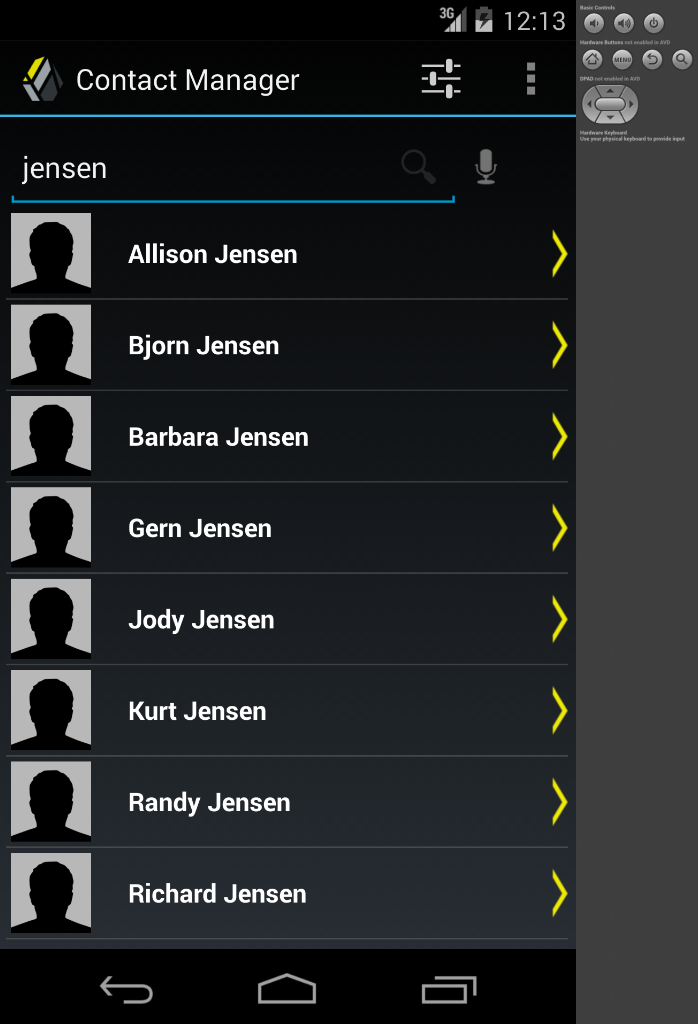 3G 12:13
Contact Manager
jensen
Allison Jensen
Bjorn Jensen
Barbara Jensen
Gern Jensen
Jody Jensen
Kurt Jensen
Randy Jensen
Richard Jensen
Basic Controls
Hardware Buttons not enabled in AVD
MENU
DPAD not enabled in AVD
Hardware Keyboard
Use your physical keyboard to provide input